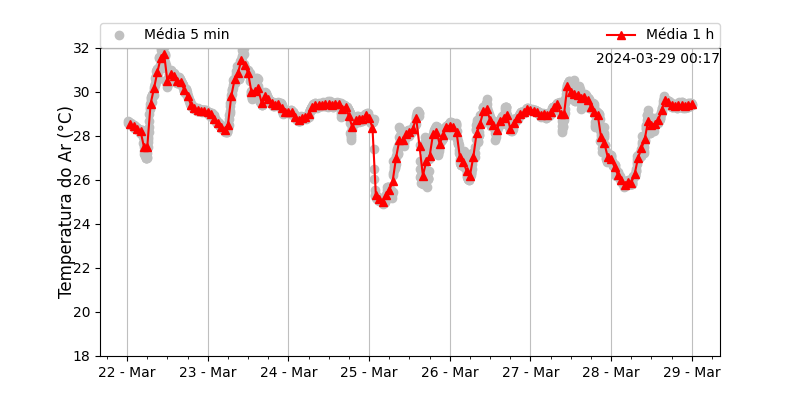 Média 5 min
Média 1 h
2024-03-29 00:17
Temperatura do Ar (°C)
32
30
28
26
24
22
20
18
22 - Mar
23 - Mar
24 - Mar
25 - Mar
26 - Mar
27 - Mar
28 - Mar
29 - Mar